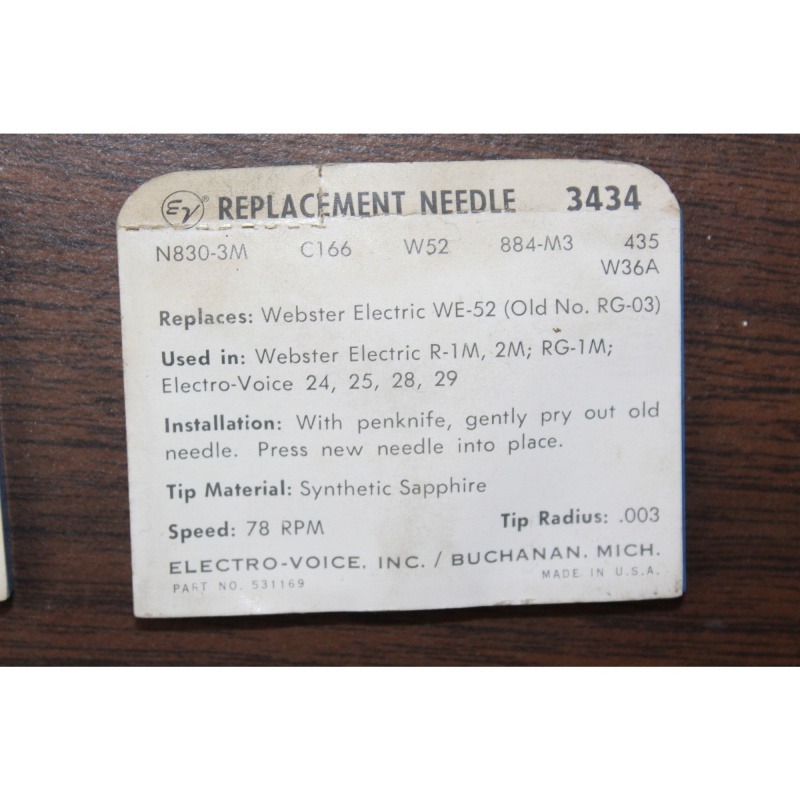 EV® REPLACEMENT NEEDLE 3434
N830-3M C166 W52 884-M3 435
W36A
Replaces: Webster Electric WE-52 (Old No. RG-03)
Used in: Webster Electric R-1M, 2M; RG-1M;
Electro-Voice 24, 25, 28, 29
Installation: With penknife, gently pry out old
needle. Press new needle into place.
Tip Material: Synthetic Sapphire
Speed: 78 RPM Tip Radius: .003
ELECTRO-VOICE, INC. / BUCHANAN, MICH.
PART NO. 531169 MADE IN U.S.A.